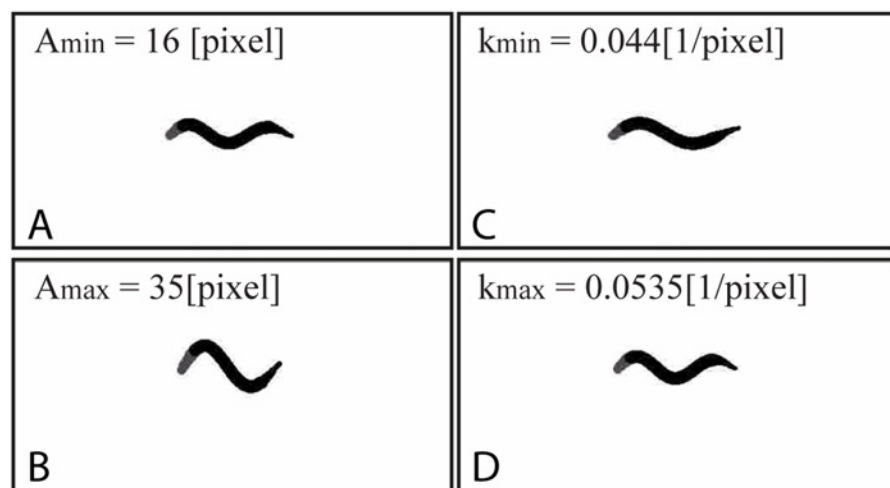 Amin = 16 [pixel]
A
kmin = 0.044[1/pixel]
C
Amax = 35[pixel]
B
kmax = 0.0535[1/pixel]
D